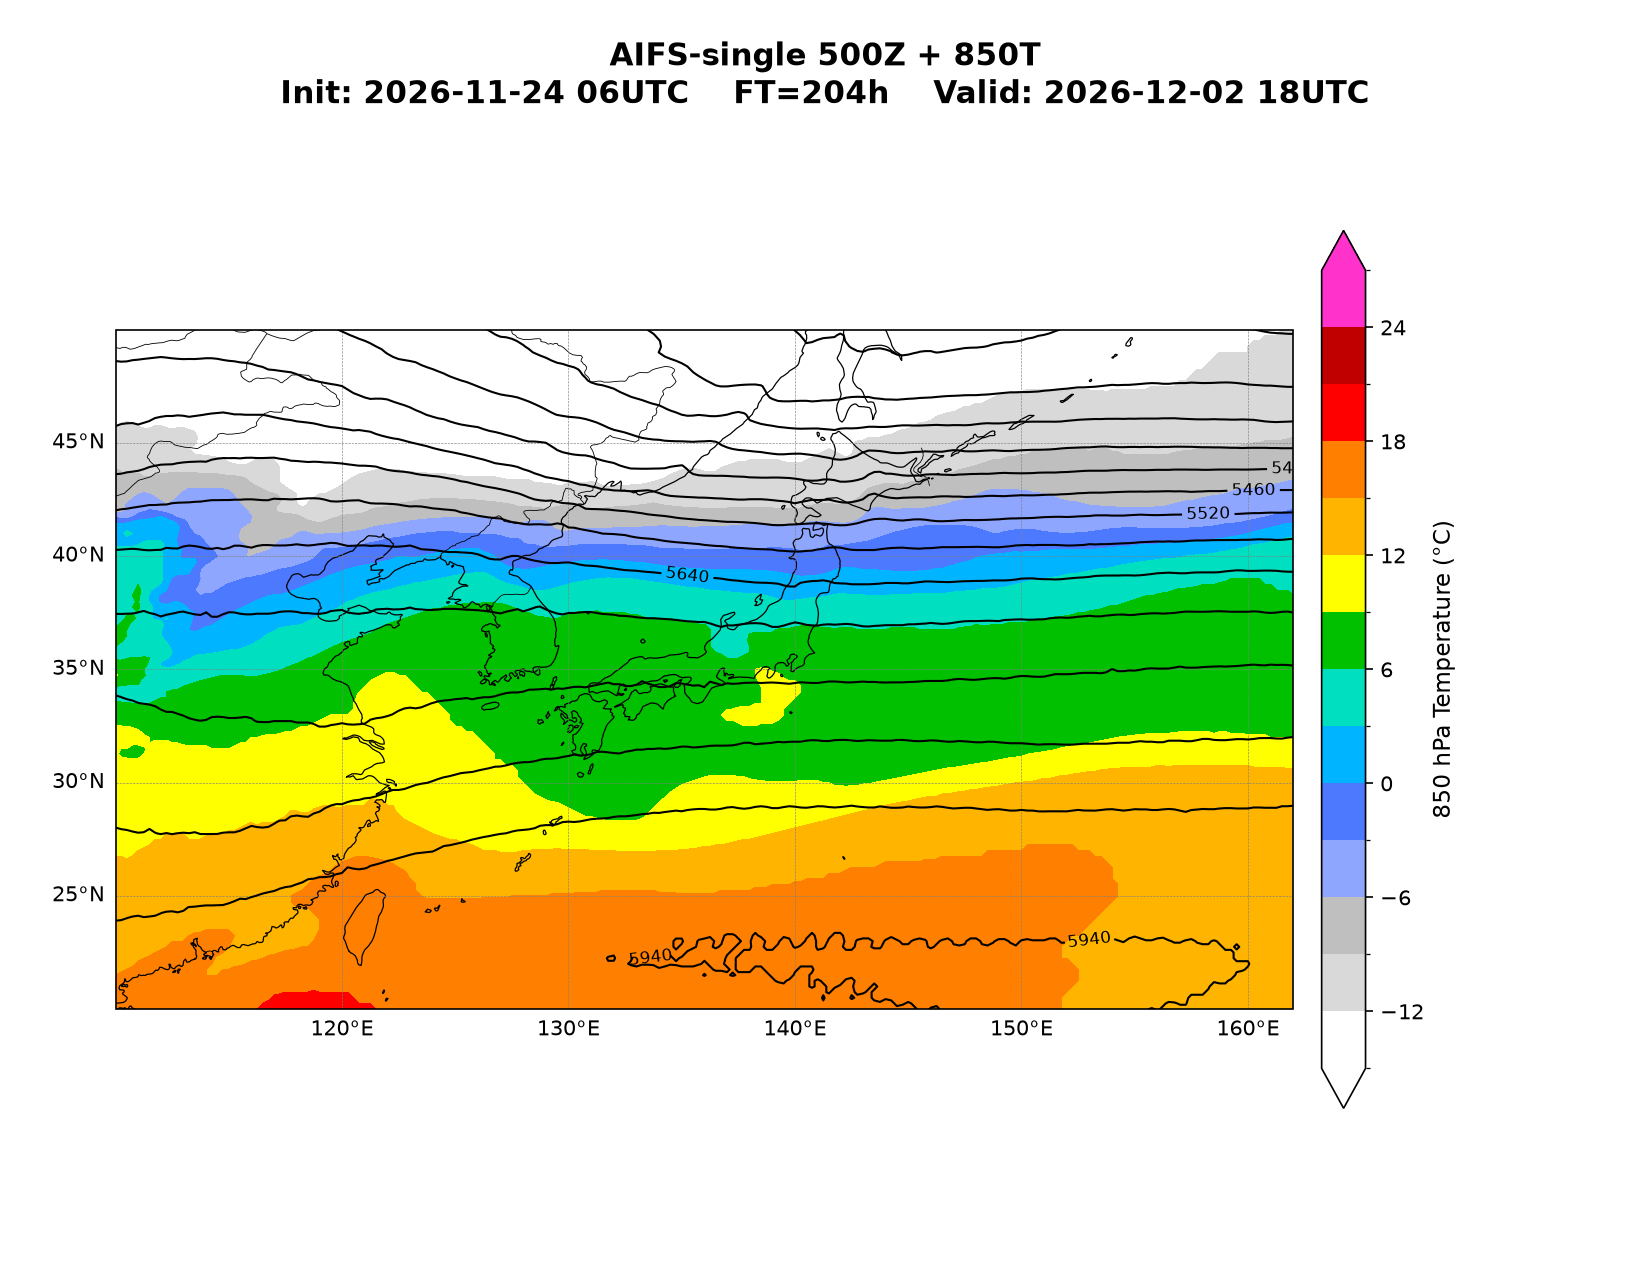 AIFS-single 500Z + 850T
Init: 2026-11-24 06UTC    FT=204h    Valid: 2026-12-02 18UTC
24
18
12
6
0
−6
−12
850 hPa Temperature (°C)
45°N
40°N
35°N
30°N
25°N
54
5460
5520
5640
5940
5940
120°E
130°E
140°E
150°E
160°E